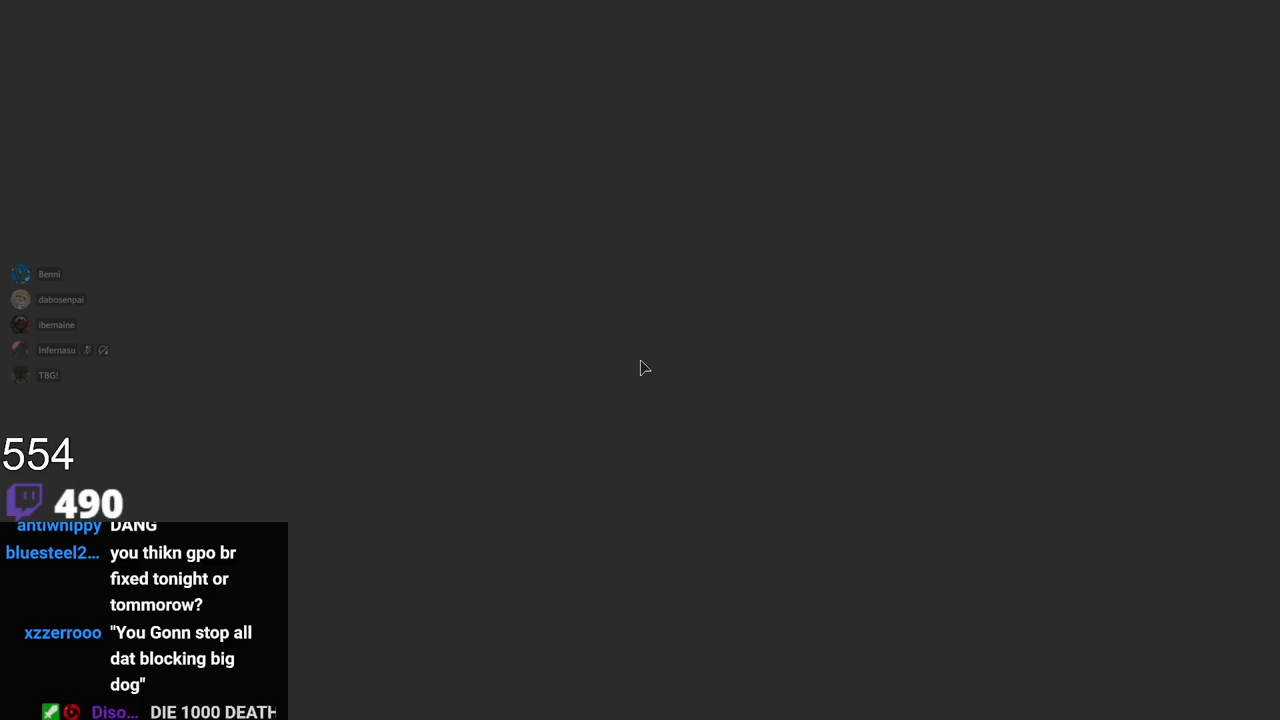 Benni
dabosenpai
ibemaine
Infernasu
TBG!
554
490
antiwhippy DANG
bluesteel2... you thikn gpo br
fixed tonight or
tommorow?
xzzerrooo "You Gonn stop all
dat blocking big
dog"
Diso... DIE 1000 DEATH